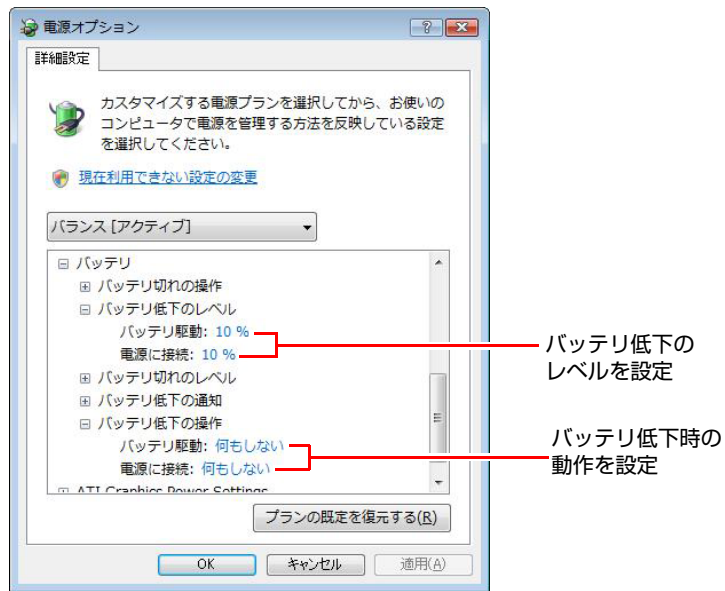 電源オプション
詳細設定
カスタマイズする電源プランを選択してから、お使いの
コンピュータで電源を管理する方法を反映している設定
を選択してください。
現在利用できない設定の変更
バランス [アクティブ]
バッテリ
バッテリ切れの操作
バッテリ低下のレベル
バッテリ駆動: 10 %
電源に接続: 10 %
バッテリ切れのレベル
バッテリ低下の通知
バッテリ低下の操作
バッテリ駆動: 何もしない
電源に接続: 何もしない
ATI Graphics Power Settings
プランの既定を復元する(R)
OK
キャンセル
適用(A)
バッテリ低下の
レベルを設定
バッテリ低下時の
動作を設定